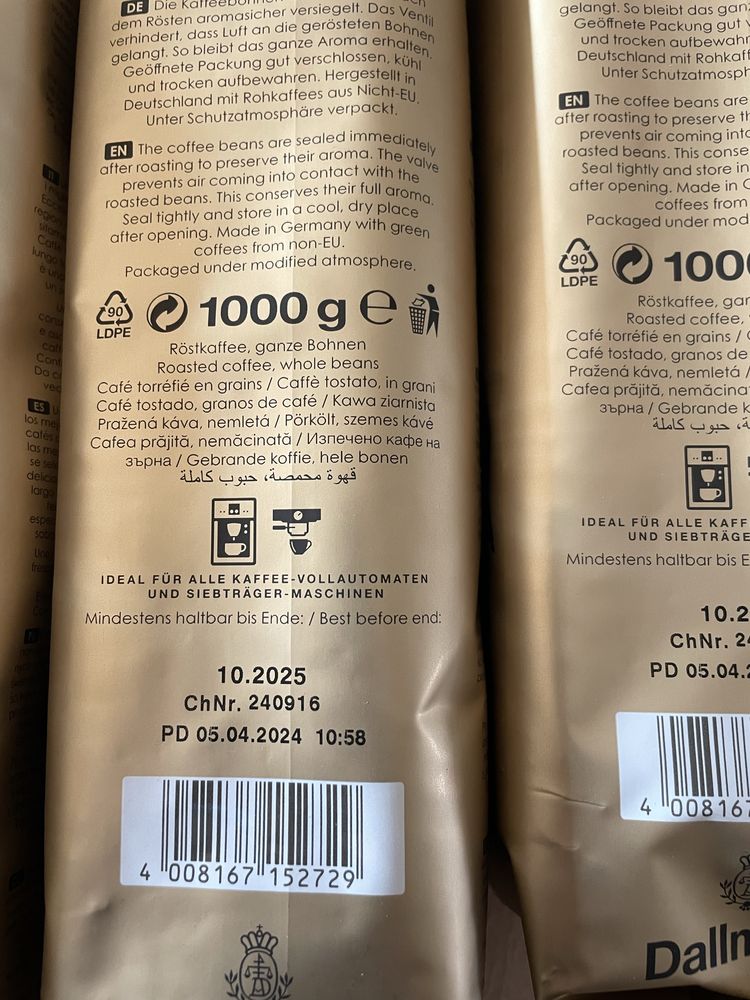 DE Die Kaffeebohnen
dem Rösten aromasicher versiegelt. Das Ventil
verhindert, dass Luft an die gerösteten Bohnen
gelangt. So bleibt das ganze Aroma erhalten.
Geöffnete Packung gut verschlossen, kühl
und trocken aufbewahren. Hergestellt in
Deutschland mit Rohkaffees aus Nicht-EU.
Unter Schutzatmosphäre verpackt.
EN The coffee beans are sealed immediately
after roasting to preserve their aroma. The valve
prevents air coming into contact with the
roasted beans. This conserves their full aroma.
Seal tightly and store in a cool, dry place
after opening. Made in Germany with green
coffees from non-EU.
Packaged under modified atmosphere.
90
LDPE
1000 g e
Röstkaffee, ganze Bohnen
Roasted coffee, whole beans
Café torréfié en grains / Caffè tostato, in grani
Café tostado, granos de café / Kawa ziarnista
Pražená káva, nemletá / Pörkölt, szemes kávé
Cafea prăjită, nemăcinată / Изпечено кафе на
зърна / Gebrande koffie, hele bonen
قهوة محمصة، حبوب كاملة
IDEAL FÜR ALLE KAFFEE-VOLLAUTOMATEN
UND SIEBTRÄGER-MASCHINEN
Mindestens haltbar bis Ende: / Best before end:
10.2025
ChNr. 240916
PD 05.04.2024 10:58
4 008167 152729
gelangt. So bleibt das
Geöffnete Packung gut
und trocken aufbewahr
Deutschland mit Rohkaff
Unter Schutzatmosph
EN The coffee beans are
after roasting to preserve
prevents air coming into
roasted beans. This conse
Seal tightly and store in
after opening. Made in
coffees from
Packaged under mod
90
LDPE
100
Röstkaffee,
Roasted coffee,
Café torréfié en grains /
Café tostado, granos de
Pražená káva, nemletá /
Cafea prăjită,
зърна / Gebrande
حبوب كاملة
IDEAL FÜR ALLE KAFF
UND SIEBTRÄGE
Mindestens haltbar bis E
10.2
ChNr. 24
PD 05.04.
4 008167
Dallm